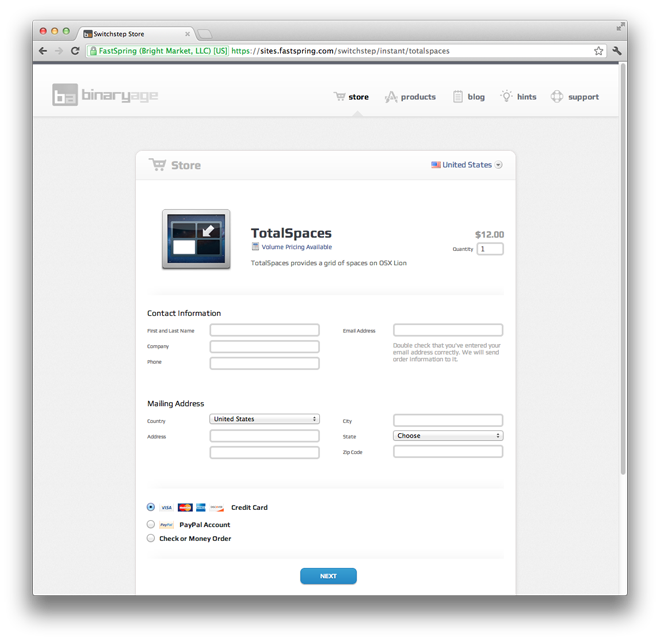 Switchstep Store
FastSpring (Bright Market, LLC) [US] https://sites.fastspring.com/switchstep/instant/totalspaces
ba binaryage
store products blog hints support
Store
United States
TotalSpaces
$12.00
Volume Pricing Available
Quantity 1
TotalSpaces provides a grid of spaces on OSX Lion
Contact Information
First and Last Name
Email Address
Company
Double check that you've entered your
email address correctly. We will send
order information to it.
Phone
Mailing Address
Country United States
City
Address
State Choose
Zip Code
VISA MasterCard DISCOVER Credit Card
PayPal PayPal Account
Check or Money Order
NEXT